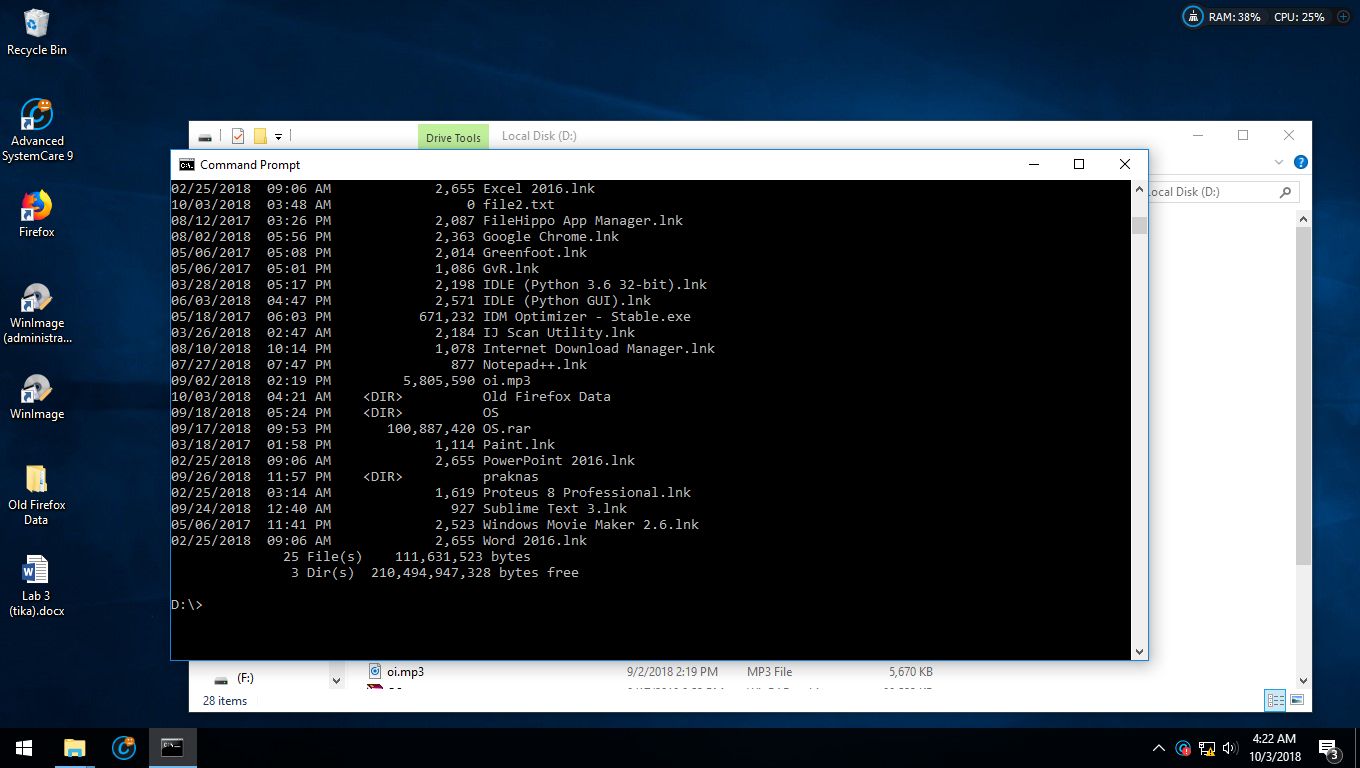 Recycle Bin
RAM: 38% CPU: 25%
Advanced
SystemCare 9
Firefox
WinImage
(administra...
WinImage
Old Firefox
Data
Lab 3
(tika).docx
Drive Tools Local Disk (D:)
ocal Disk (D:)
Command Prompt
02/25/2018  09:06 AM             2,655 Excel 2016.lnk
10/03/2018  03:48 AM                 0 file2.txt
08/12/2017  03:26 PM             2,087 FileHippo App Manager.lnk
08/02/2018  05:56 PM             2,363 Google Chrome.lnk
05/06/2017  05:08 PM             2,014 Greenfoot.lnk
05/06/2017  05:01 PM             1,086 GvR.lnk
03/28/2018  05:17 PM             2,198 IDLE (Python 3.6 32-bit).lnk
06/03/2018  04:47 PM             2,571 IDLE (Python GUI).lnk
05/18/2017  06:03 PM           671,232 IDM Optimizer - Stable.exe
03/26/2018  02:47 AM             2,184 IJ Scan Utility.lnk
08/10/2018  10:14 PM             1,078 Internet Download Manager.lnk
07/27/2018  07:47 PM               877 Notepad++.lnk
09/02/2018  02:19 PM         5,805,590 oi.mp3
10/03/2018  04:21 AM    <DIR>          Old Firefox Data
09/18/2018  05:24 PM    <DIR>          OS
09/17/2018  09:53 PM       100,887,420 OS.rar
03/18/2017  01:58 PM             1,114 Paint.lnk
02/25/2018  09:06 AM             2,655 PowerPoint 2016.lnk
09/26/2018  11:57 PM    <DIR>          praknas
02/25/2018  03:14 AM             1,619 Proteus 8 Professional.lnk
09/24/2018  12:40 AM               927 Sublime Text 3.lnk
05/06/2017  11:41 PM             2,523 Windows Movie Maker 2.6.lnk
02/25/2018  09:06 AM             2,655 Word 2016.lnk
25 File(s)    111,631,523 bytes
3 Dir(s)  210,494,947,328 bytes free
D:\>
(F:) oi.mp3 9/2/2018 2:19 PM MP3 File 5,670 KB
28 items
4:22 AM
10/3/2018
3